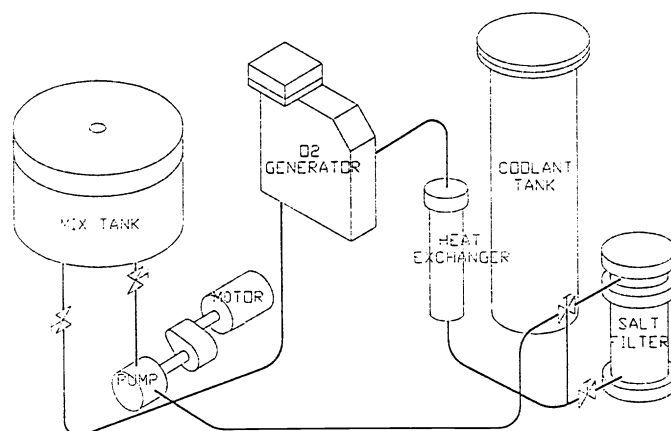 O2
GENERATOR
COOLANT
TANK
MIX TANK
HEAT
EXCHANGER
MOTOR
SALT
FILTER
PUMP